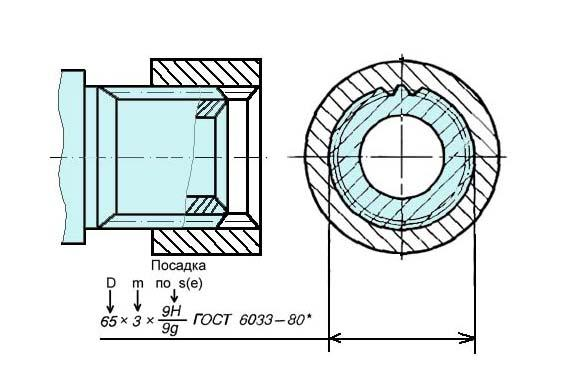 Посадка
D m по s(e)
65 × 3 × 9H/9g ГОСТ 6033–80*